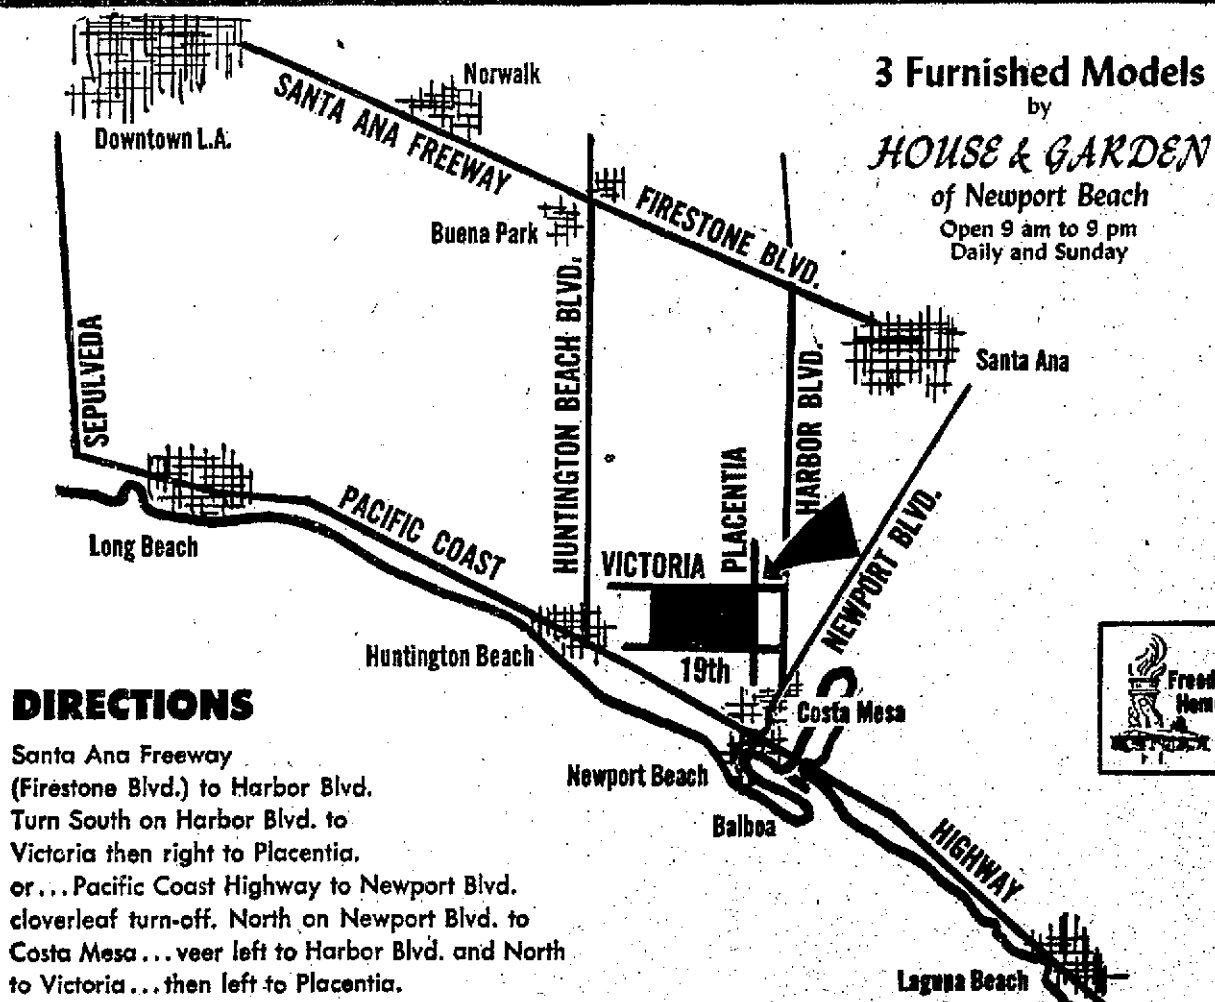 3 Furnished Models
by
HOUSE & GARDEN
of Newport Beach
Open 9 am to 9 pm
Daily and Sunday
Downtown L.A.
Norwalk
SANTA ANA FREEWAY
Buena Park
FIRESTONE BLVD.
Santa Ana
SEPULVEDA
HUNTINGTON BEACH BLVD.
HARBOR BLVD.
PLACENTIA
NEWPORT BLVD.
Long Beach
PACIFIC COAST
VICTORIA
Huntington Beach
19th
Costa Mesa
Newport Beach
Balboa
HIGHWAY
Laguna Beach
Freed
Hom
DIRECTIONS
Santa Ana Freeway
(Firestone Blvd.) to Harbor Blvd.
Turn South on Harbor Blvd. to
Victoria then right to Placentia.
or... Pacific Coast Highway to Newport Blvd.
cloverleaf turn-off. North on Newport Blvd. to
Costa Mesa... veer left to Harbor Blvd. and North
to Victoria... then left to Placentia.